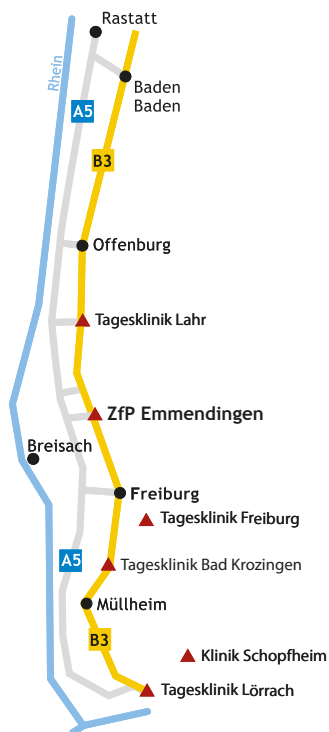 Rastatt
Rhein
Baden
Baden
A5
B3
Offenburg
Tagesklinik Lahr
ZfP Emmendingen
Breisach
Freiburg
Tagesklinik Freiburg
A5
Tagesklinik Bad Krozingen
Müllheim
B3
Klinik Schopfheim
Tagesklinik Lörrach